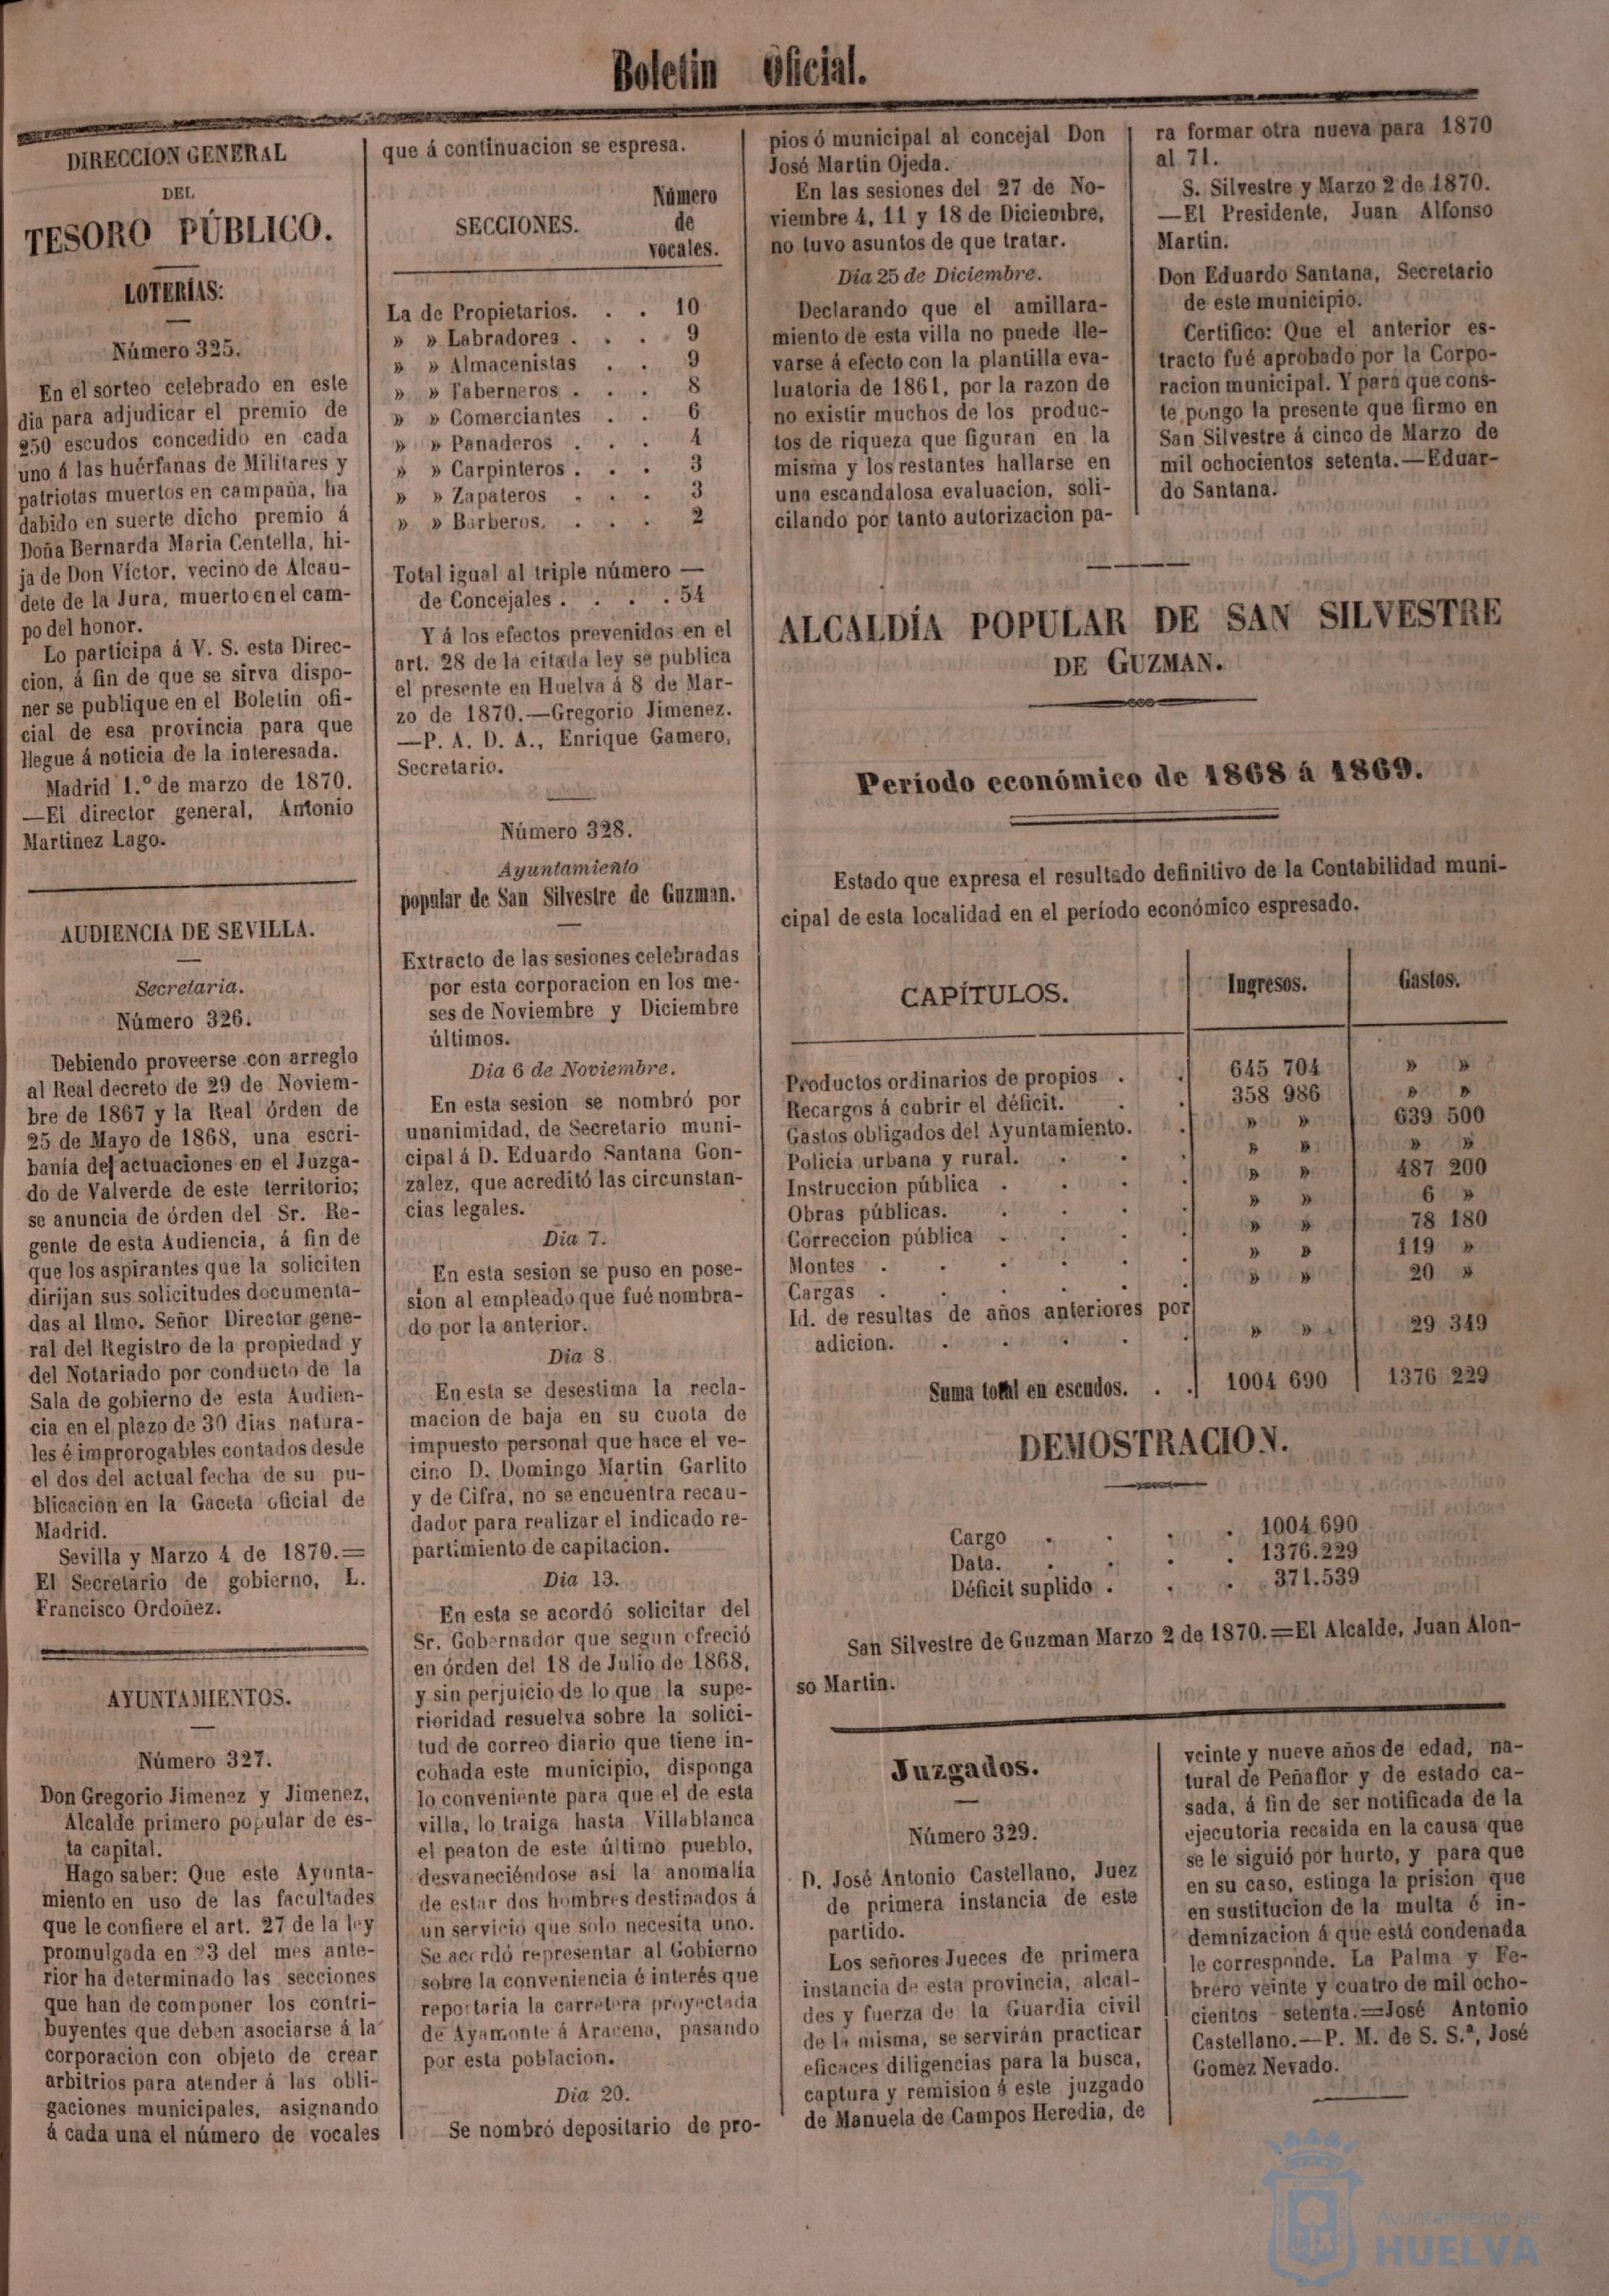 Boletin Oficial.
DIRECCION GENERAL
DEL
TESORO PÚBLICO.
LOTERÍAS:
Número 325.
En el sorteo celebrado en este
dia para adjudicar el premio de
250 escudos concedido en cada
uno á las huérfanas de Militares y
patriotas muertos en campaña, ha
dabido en suerte dicho premio á
Doña Bernarda Maria Centella, hi-
ja de Don Víctor, vecino de Alcau-
dete de la Jura, muerto en el cam-
po del honor.
Lo participa á V. S. esta Direc-
cion, á fin de que se sirva dispo-
ner se publique en el Boletin ofi-
cial de esa provincia para que
llegue á noticia de la interesada.
Madrid 1.º de marzo de 1870.
—El director general, Antonio
Martinez Lago.
AUDIENCIA DE SEVILLA.
Secretaria.
Número 326.
Debiendo proveerse con arreglo
al Real decreto de 29 de Noviem-
bre de 1867 y la Real órden de
25 de Mayo de 1868, una escri-
banía de actuaciones en el Juzga-
do de Valverde de este territorio;
se anuncia de órden del Sr. Re-
gente de esta Audiencia, á fin de
que los aspirantes que la soliciten
dirijan sus solicitudes documenta-
das al Ilmo. Señor Director gene-
ral del Registro de la propiedad y
del Notariado por conducto de la
Sala de gobierno de esta Audien-
cia en el plazo de 30 dias natura-
les é improrogables contados desde
el dos del actual fecha de su pu-
blicacion en la Gaceta oficial de
Madrid.
Sevilla y Marzo 4 de 1870.=
El Secretario de gobierno, L.
Francisco Ordoñez.
AYUNTAMIENTOS.
Número 327.
Don Gregorio Jimenez y Jimenez,
Alcalde primero popular de es-
ta capital.
Hago saber: Que este Ayunta-
miento en uso de las facultades
que le confiere el art. 27 de la ley
promulgada en 23 del mes ante-
rior ha determinado las secciones
que han de componer los contri-
buyentes que deben asociarse á la
corporacion con objeto de crear
arbitrios para atender á las obli-
gaciones municipales, asignando
á cada una el número de vocales
que á continuacion se espresa.
SECCIONES. Número de vocales.
La de Propietarios. . . 10
» » Labradores . . . 9
» » Almacenistas . . 9
» » Taberneros . . . 8
» » Comerciantes . . 6
» » Panaderos . . . 4
» » Carpinteros . . . 3
» » Zapateros . . . 3
» » Barberos. . . . 2
Total igual al triple número —
de Concejales . . . . 54
Y á los efectos prevenidos en el
art. 28 de la citada ley se publica
el presente en Huelva á 8 de Mar-
zo de 1870.—Gregorio Jimenez.
—P. A. D. A., Enrique Gamero,
Secretario.
Número 328.
Ayuntamiento
popular de San Silvestre de Guzman.
Extracto de las sesiones celebradas
por esta corporacion en los me-
ses de Noviembre y Diciembre
últimos.
Dia 6 de Noviembre.
En esta sesion se nombró por
unanimidad, de Secretario muni-
cipal á D. Eduardo Santana Gon-
zalez, que acreditó las circunstan-
cias legales.
Dia 7.
En esta sesion se puso en pose-
sion al empleado que fué nombra-
do por la anterior.
Dia 8.
En esta se desestima la recla-
macion de baja en su cuota de
impuesto personal que hace el ve-
cino D. Domingo Martin Garlito
y de Cifra, no se encuentra recau-
dador para realizar el indicado re-
partimiento de capitacion.
Dia 13.
En esta se acordó solicitar del
Sr. Gobernador que segun ofreció
en órden del 18 de Julio de 1868,
y sin perjuicio de lo que la supe-
rioridad resuelva sobre la solici-
tud de correo diario que tiene in-
cohada este municipio, disponga
lo conveniente para que el de esta
villa, lo traiga hasta Villablanca
el peaton de este último pueblo,
desvaneciéndose así la anomalía
de estar dos hombres destinados á
un servicio que solo necesita uno.
Se acordó representar al Gobierno
sobre la conveniencia é interés que
reportaria la carretera proyectada
de Ayamonte á Aracena, pasando
por esta poblacion.
Dia 20.
Se nombró depositario de pro-
pios ó municipal al concejal Don
José Martin Ojeda.
En las sesiones del 27 de No-
viembre 4, 11 y 18 de Diciembre,
no tuvo asuntos de que tratar.
Dia 25 de Diciembre.
Declarando que el amillara-
miento de esta villa no puede lle-
varse á efecto con la plantilla eva-
luatoria de 1861, por la razon de
no existir muchos de los produc-
tos de riqueza que figuran en la
misma y los restantes hallarse en
una escandalosa evaluacion, soli-
citando por tanto autorizacion pa-
ra formar otra nueva para 1870
al 71.
S. Silvestre y Marzo 2 de 1870.
—El Presidente, Juan Alfonso
Martin.
Don Eduardo Santana, Secretario
de este municipio.
Certifico: Que el anterior es-
tracto fué aprobado por la Corpo-
racion municipal. Y para que cons-
te pongo la presente que firmo en
San Silvestre á cinco de Marzo de
mil ochocientos setenta.—Eduar-
do Santana.
ALCALDÍA POPULAR DE SAN SILVESTRE
DE GUZMAN.
Período económico de 1868 á 1869.
Estado que expresa el resultado definitivo de la Contabilidad muni-
cipal de esta localidad en el período económico espresado.
CAPÍTULOS. Ingresos. Gastos.
Productos ordinarios de propios . . 645 704 » »
Recargos á cubrir el déficit. . . 358 986 » »
Gastos obligados del Ayuntamiento. . » » 639 500
Policía urbana y rural. . . . » » » »
Instruccion pública . . . . » » 487 200
Obras públicas. . . . » » 6 »
Correccion pública . . . . » » 78 180
Montes . . . . . » » 119 »
Cargas . . . . . » » 20 »
Id. de resultas de años anteriores por
adicion. . . . . » » 29 349
Suma total en escudos. . . 1004 690 1376 229
DEMOSTRACION.
Cargo . . . . 1004.690
Data. . . . . 1376.229
Déficit suplido . . . 371.539
San Silvestre de Guzman Marzo 2 de 1870.=El Alcalde, Juan Alon-
so Martin.
Juzgados.
Número 329.
D. José Antonio Castellano, Juez
de primera instancia de este
partido.
Los señores Jueces de primera
instancia de esta provincia, alcal-
des y fuerza de la Guardia civil
de la misma, se servirán practicar
eficaces diligencias para la busca,
captura y remision á este juzgado
de Manuela de Campos Heredia, de
veinte y nueve años de edad, na-
tural de Peñaflor y de estado ca-
sada, á fin de ser notificada de la
ejecutoria recaida en la causa que
se le siguió por hurto, y para que
en su caso, estinga la prision que
en sustitucion de la multa é in-
demnizacion á que está condenada
le corresponde. La Palma y Fe-
brero veinte y cuatro de mil ocho-
cientos setenta.=José Antonio
Castellano.—P. M. de S. S.ª, José
Gomez Nevado.
Ayuntamiento de
HUELVA